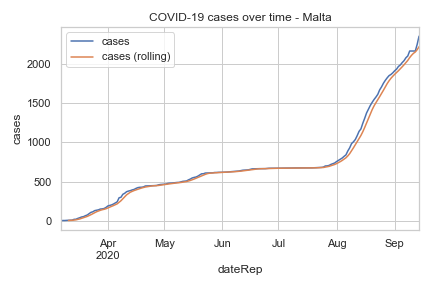 COVID-19 cases over time - Malta
cases
cases (rolling)
cases
2000
1500
1000
500
0
Apr
2020
May
Jun
Jul
Aug
Sep
dateRep